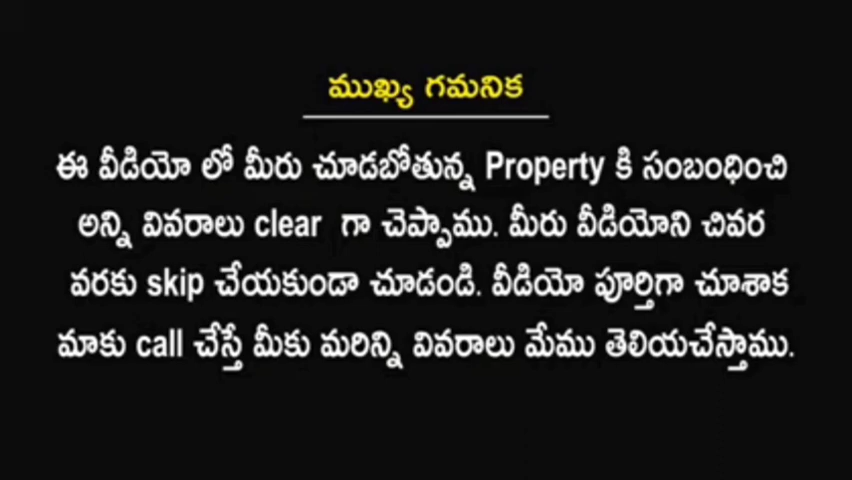 ముఖ్య గమనిక
ఈ వీడియో లో మీరు చూడబోతున్న Property కి సంబంధించి
అన్ని వివరాలు clear గా చెప్పాము. మీరు వీడియోని చివర
వరకు skip చేయకుండా చూడండి. వీడియో పూర్తిగా చూశాక
మాకు call చేస్తే మీకు మరిన్ని వివరాలు మేము తెలియచేస్తాము.